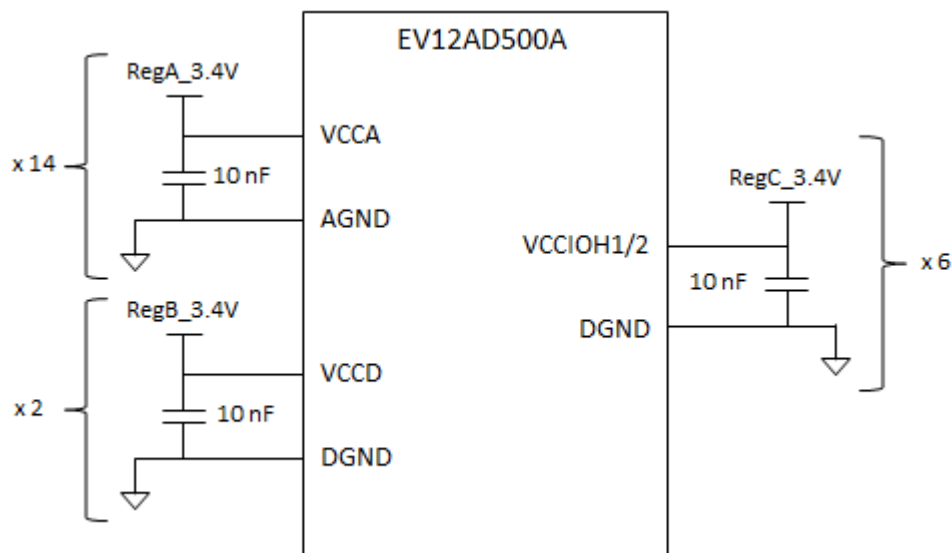 EV12AD500A
RegA_3.4V
VCCA
x 14
10 nF
AGND
RegB_3.4V
VCCD
x 2
10 nF
DGND
RegC_3.4V
VCCIOH1/2
x 6
10 nF
DGND